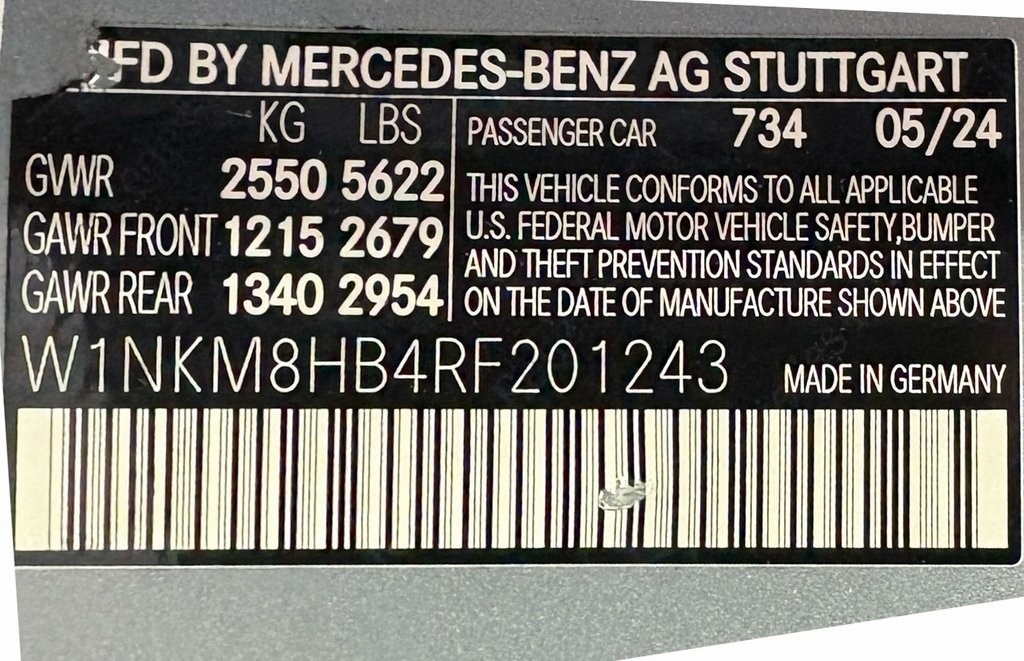 MFD BY MERCEDES-BENZ AG STUTTGART
KG LBS
GVWR 2550 5622
GAWR FRONT 1215 2679
GAWR REAR 1340 2954
PASSENGER CAR 734 05/24
THIS VEHICLE CONFORMS TO ALL APPLICABLE
U.S. FEDERAL MOTOR VEHICLE SAFETY,BUMPER
AND THEFT PREVENTION STANDARDS IN EFFECT
ON THE DATE OF MANUFACTURE SHOWN ABOVE
W1NKM8HB4RF201243
MADE IN GERMANY